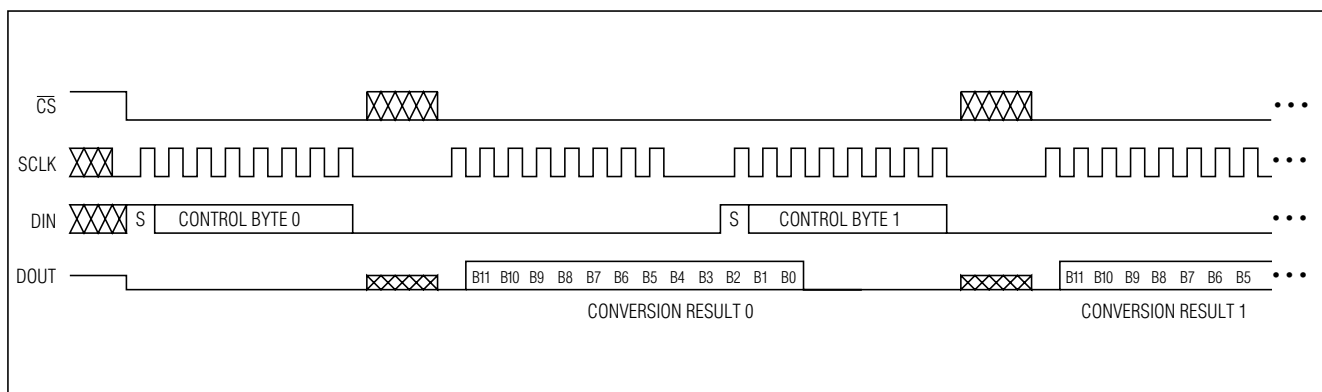 CS
•••
SCLK
•••
DIN S CONTROL BYTE 0 S CONTROL BYTE 1
•••
DOUT B11 B10 B9 B8 B7 B6 B5 B4 B3 B2 B1 B0 B11 B10 B9 B8 B7 B6 B5
•••
CONVERSION RESULT 0 CONVERSION RESULT 1